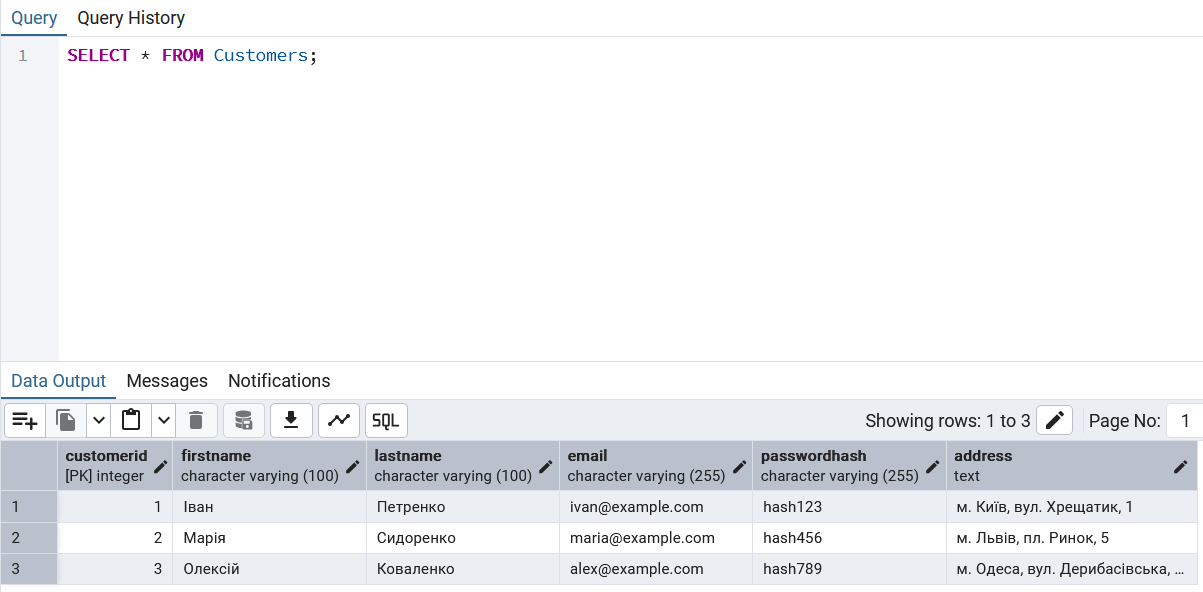 Query Query History
1 SELECT * FROM Customers;
Data Output Messages Notifications
SQL Showing rows: 1 to 3 Page No: 1
customerid firstname lastname email passwordhash address
[PK] integer character varying (100) character varying (100) character varying (255) character varying (255) text
1 1 Іван Петренко ivan@example.com hash123 м. Київ, вул. Хрещатик, 1
2 2 Марія Сидоренко maria@example.com hash456 м. Львів, пл. Ринок, 5
3 3 Олексій Коваленко alex@example.com hash789 м. Одеса, вул. Дерибасівська, ...